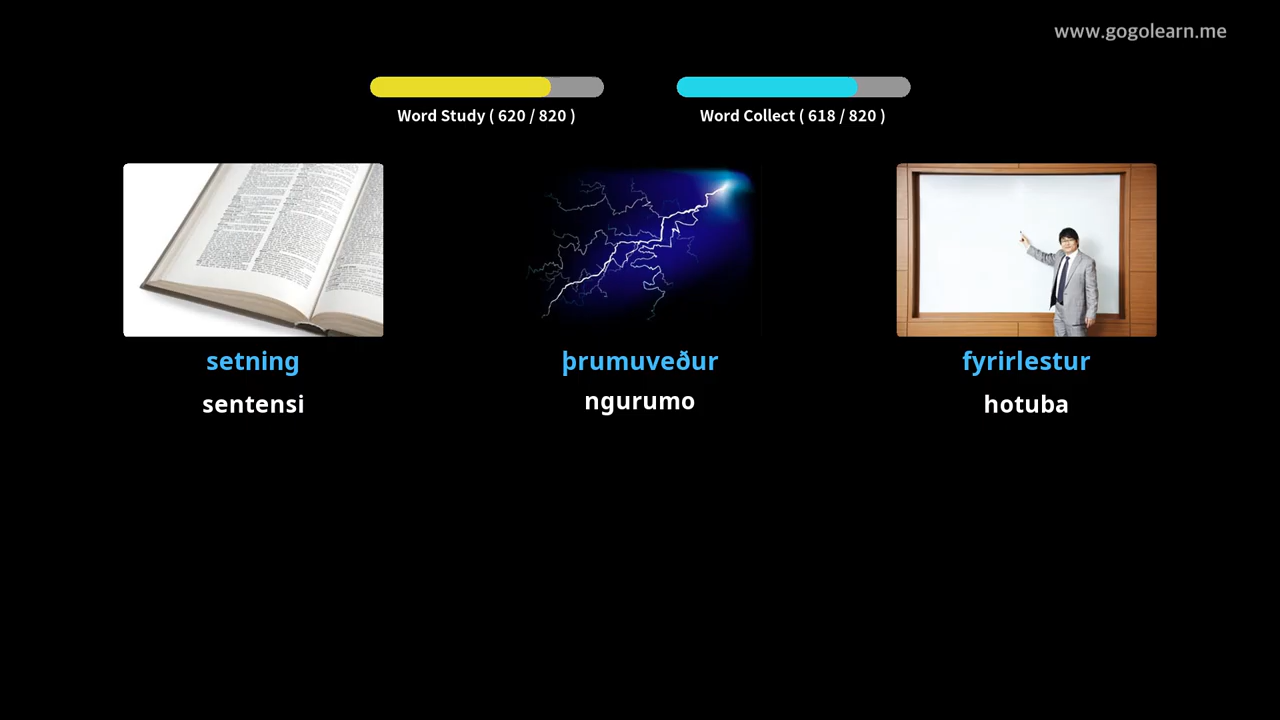 www.gogolearn.me
Word Study ( 620 / 820 )
Word Collect ( 618 / 820 )
setning
þrumuveður
fyrirlestur
sentensi
ngurumo
hotuba